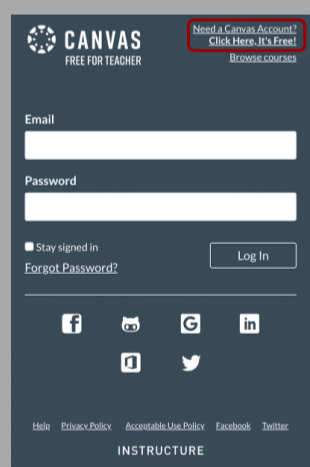 Need a Canvas Account?
Click Here, It's Free!
CANVAS
FREE FOR TEACHER
Browse courses
Email
Password
Stay signed in
Log In
Forgot Password?
Help Privacy Policy Acceptable Use Policy Facebook Twitter
INSTRUCTURE